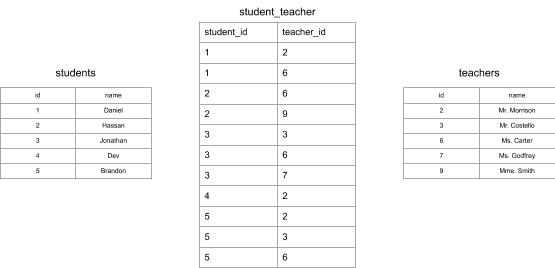 student_teacher
student_id teacher_id
1 2
1 6
2 6
2 9
3 3
3 6
3 7
4 2
5 2
5 3
5 6
students
id name
1 Daniel
2 Hassan
3 Jonathan
4 Dev
5 Brandon
teachers
id name
2 Mr. Morrison
3 Mr. Costello
6 Ms. Carter
7 Ms. Godfrey
9 Mme. Smith